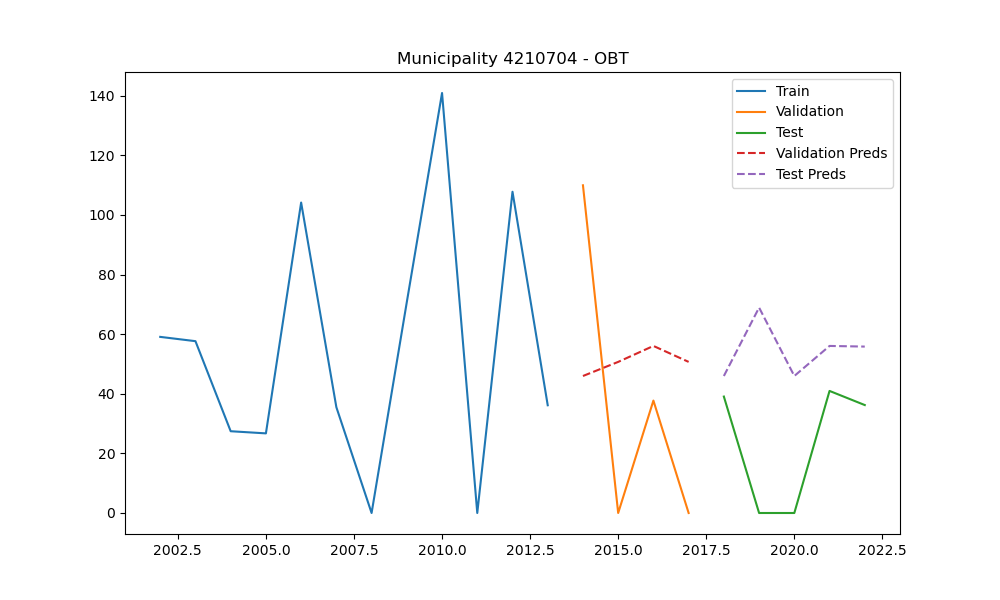 Municipality 4210704 - OBT
Train
Validation
Test
Validation Preds
Test Preds
140
120
100
80
60
40
20
0
2002.5 2005.0 2007.5 2010.0 2012.5 2015.0 2017.5 2020.0 2022.5